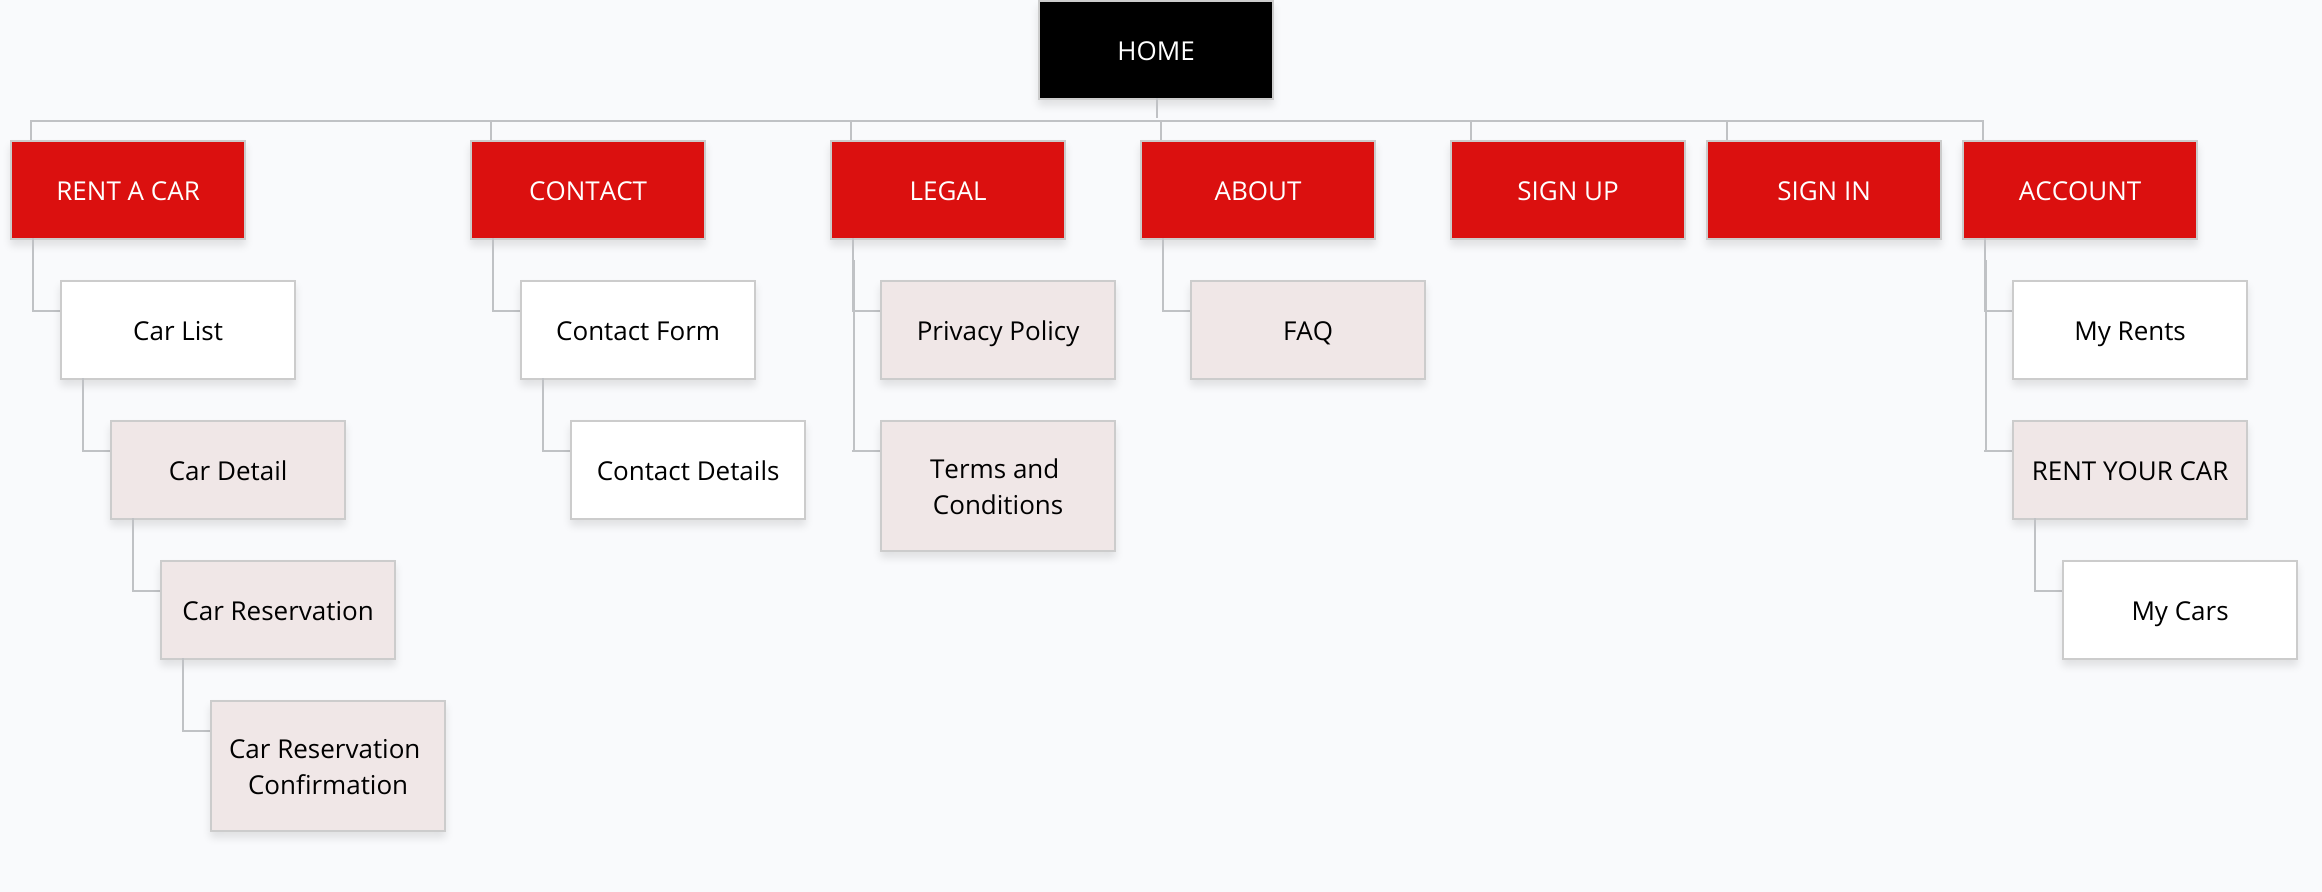 HOME
RENT A CAR
CONTACT
LEGAL
ABOUT
SIGN UP
SIGN IN
ACCOUNT
Car List
Contact Form
Privacy Policy
FAQ
My Rents
Car Detail
Contact Details
Terms and
Conditions
RENT YOUR CAR
Car Reservation
My Cars
Car Reservation
Confirmation